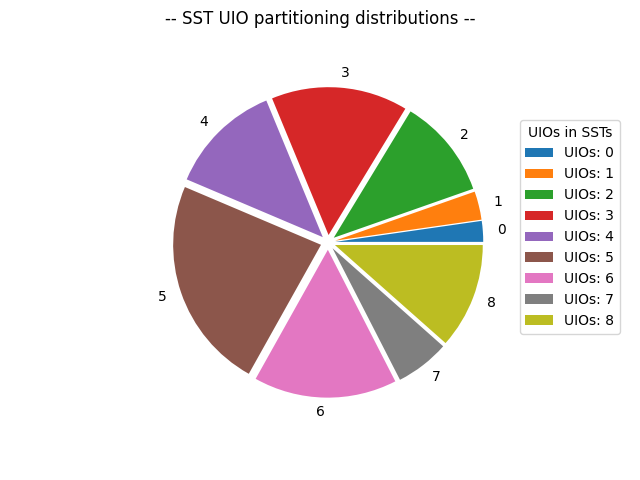 -- SST UIO partitioning distributions --
3
4
2
1
0
5
8
7
6
UIOs in SSTs
UIOs: 0
UIOs: 1
UIOs: 2
UIOs: 3
UIOs: 4
UIOs: 5
UIOs: 6
UIOs: 7
UIOs: 8